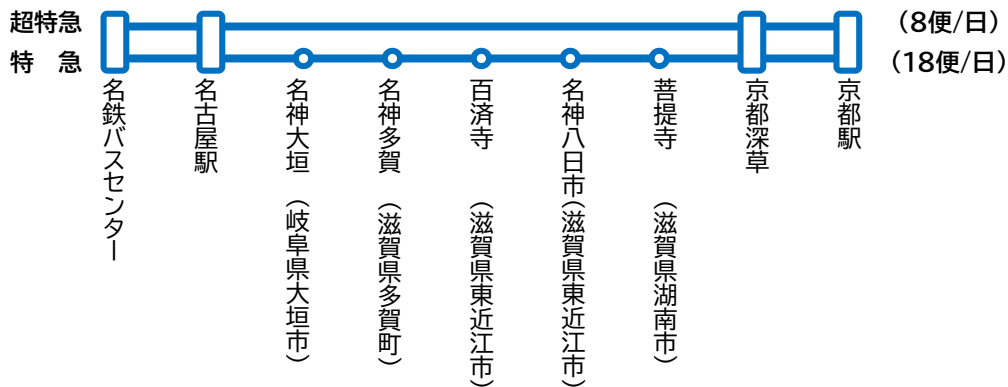 超特急
(8便/日)
特　急
(18便/日)
名鉄バスセンター
名古屋駅
名神大垣（岐阜県大垣市）
名神多賀（滋賀県多賀町）
百済寺（滋賀県東近江市）
名神八日市（滋賀県東近江市）
菩提寺（滋賀県湖南市）
京都深草
京都駅